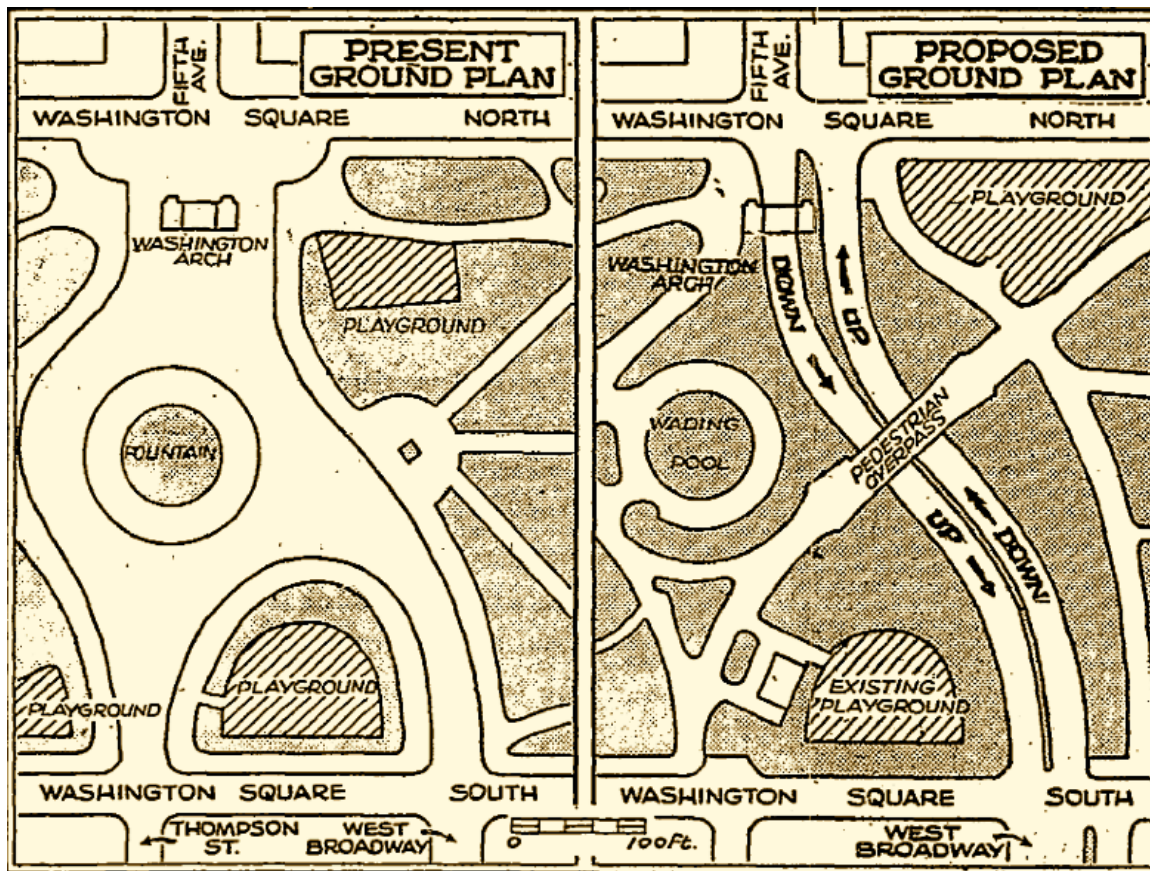 PRESENT
GROUND PLAN
FIFTH
AVE.
WASHINGTON SQUARE NORTH
WASHINGTON
ARCH
PLAYGROUND
FOUNTAIN
PLAYGROUND
PLAYGROUND
WASHINGTON SQUARE SOUTH
THOMPSON
ST.
WEST
BROADWAY
0 100Ft.
PROPOSED
GROUND PLAN
FIFTH
AVE.
WASHINGTON SQUARE NORTH
PLAYGROUND
WASHINGTON
ARCH
DOWN
UP
WADING
POOL
PEDESTRIAN
OVERPASS
UP
DOWN
EXISTING
PLAYGROUND
WASHINGTON SQUARE SOUTH
WEST
BROADWAY